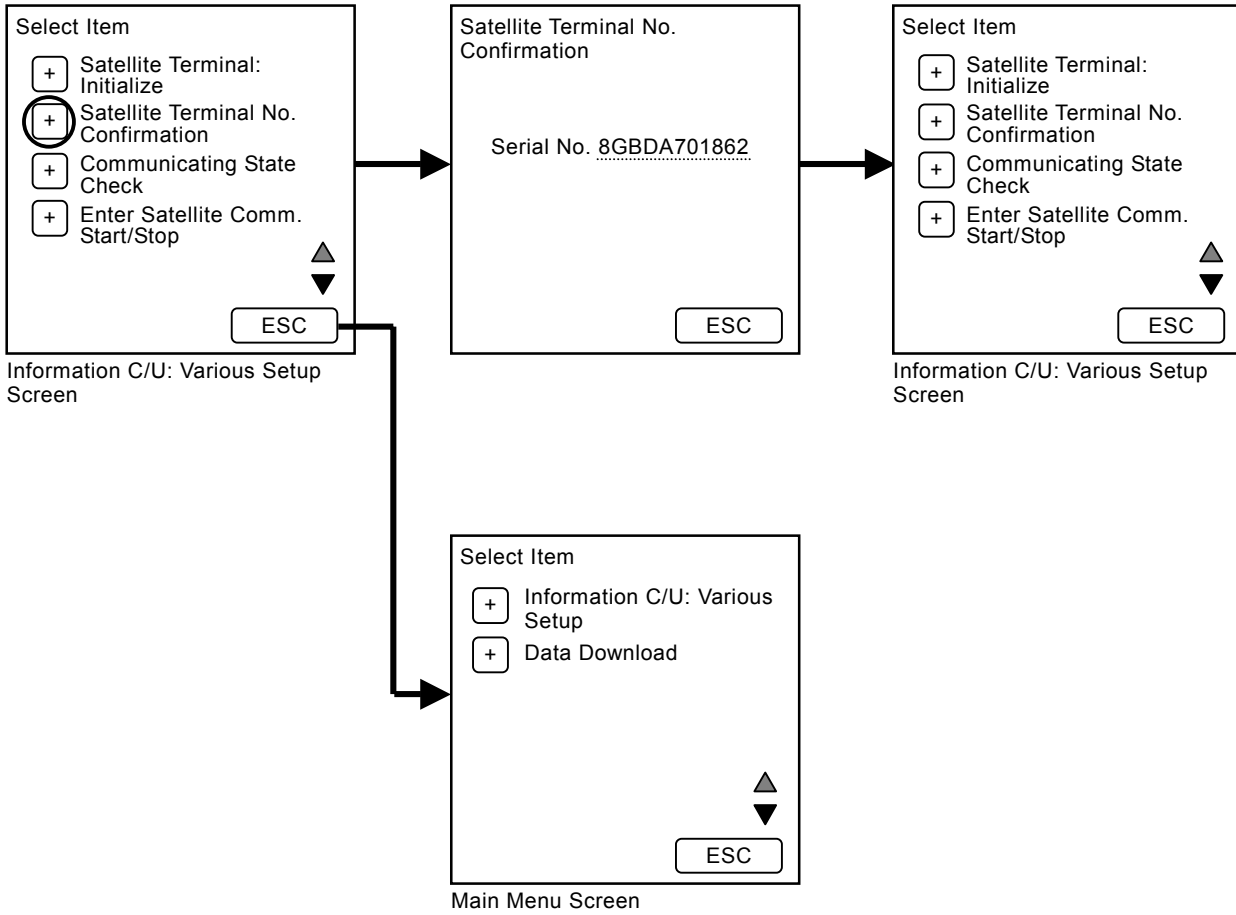 Select Item
+ Satellite Terminal:
Initialize
+ Satellite Terminal No.
Confirmation
+ Communicating State
Check
+ Enter Satellite Comm.
Start/Stop
ESC
Information C/U: Various Setup
Screen
Satellite Terminal No.
Confirmation
Serial No. 8GBDA701862
ESC
Select Item
+ Satellite Terminal:
Initialize
+ Satellite Terminal No.
Confirmation
+ Communicating State
Check
+ Enter Satellite Comm.
Start/Stop
ESC
Information C/U: Various Setup
Screen
Select Item
+ Information C/U: Various
Setup
+ Data Download
ESC
Main Menu Screen